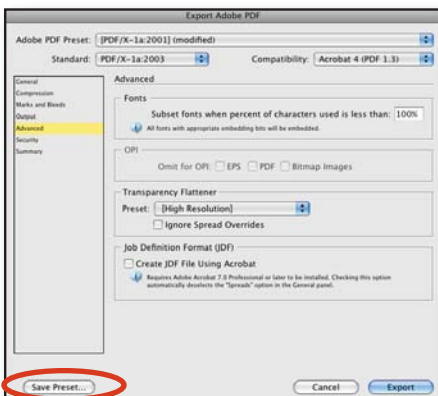 Export Adobe PDF
Adobe PDF Preset: [PDF/X-1a:2001] (modified)
Standard: PDF/X-1a:2003 Compatibility: Acrobat 4 (PDF 1.3)
General
Compression
Marks and Bleeds
Output
Advanced
Security
Summary
Advanced
Fonts
Subset fonts when percent of characters used is less than: 100%
All fonts with appropriate embedding bits will be embedded.
OPI
Omit for OPI: EPS PDF Bitmap Images
Transparency Flattener
Preset: [High Resolution]
Ignore Spread Overrides
Job Definition Format (JDF)
Create JDF File Using Acrobat
Requires Adobe Acrobat 7.0 Professional or later to be installed. Checking this option
automatically deselects the "Spreads" option in the General panel.
Save Preset... Cancel Export